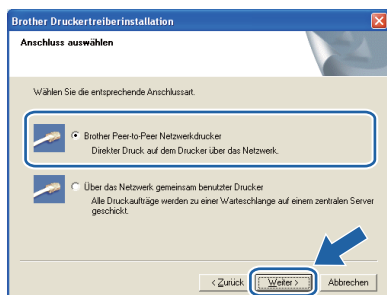 Brother Druckertreiberinstallation
Anschluss auswählen
Wählen Sie die entsprechende Anschlussart.
Brother Peer-to-Peer Netzwerkdrucker
Direkter Druck auf dem Drucker über das Netzwerk.
Über das Netzwerk gemeinsam benutzter Drucker
Alle Druckaufträge werden zu einer Warteschlange auf einem zentralen Server
geschickt.
< Zurück Weiter > Abbrechen